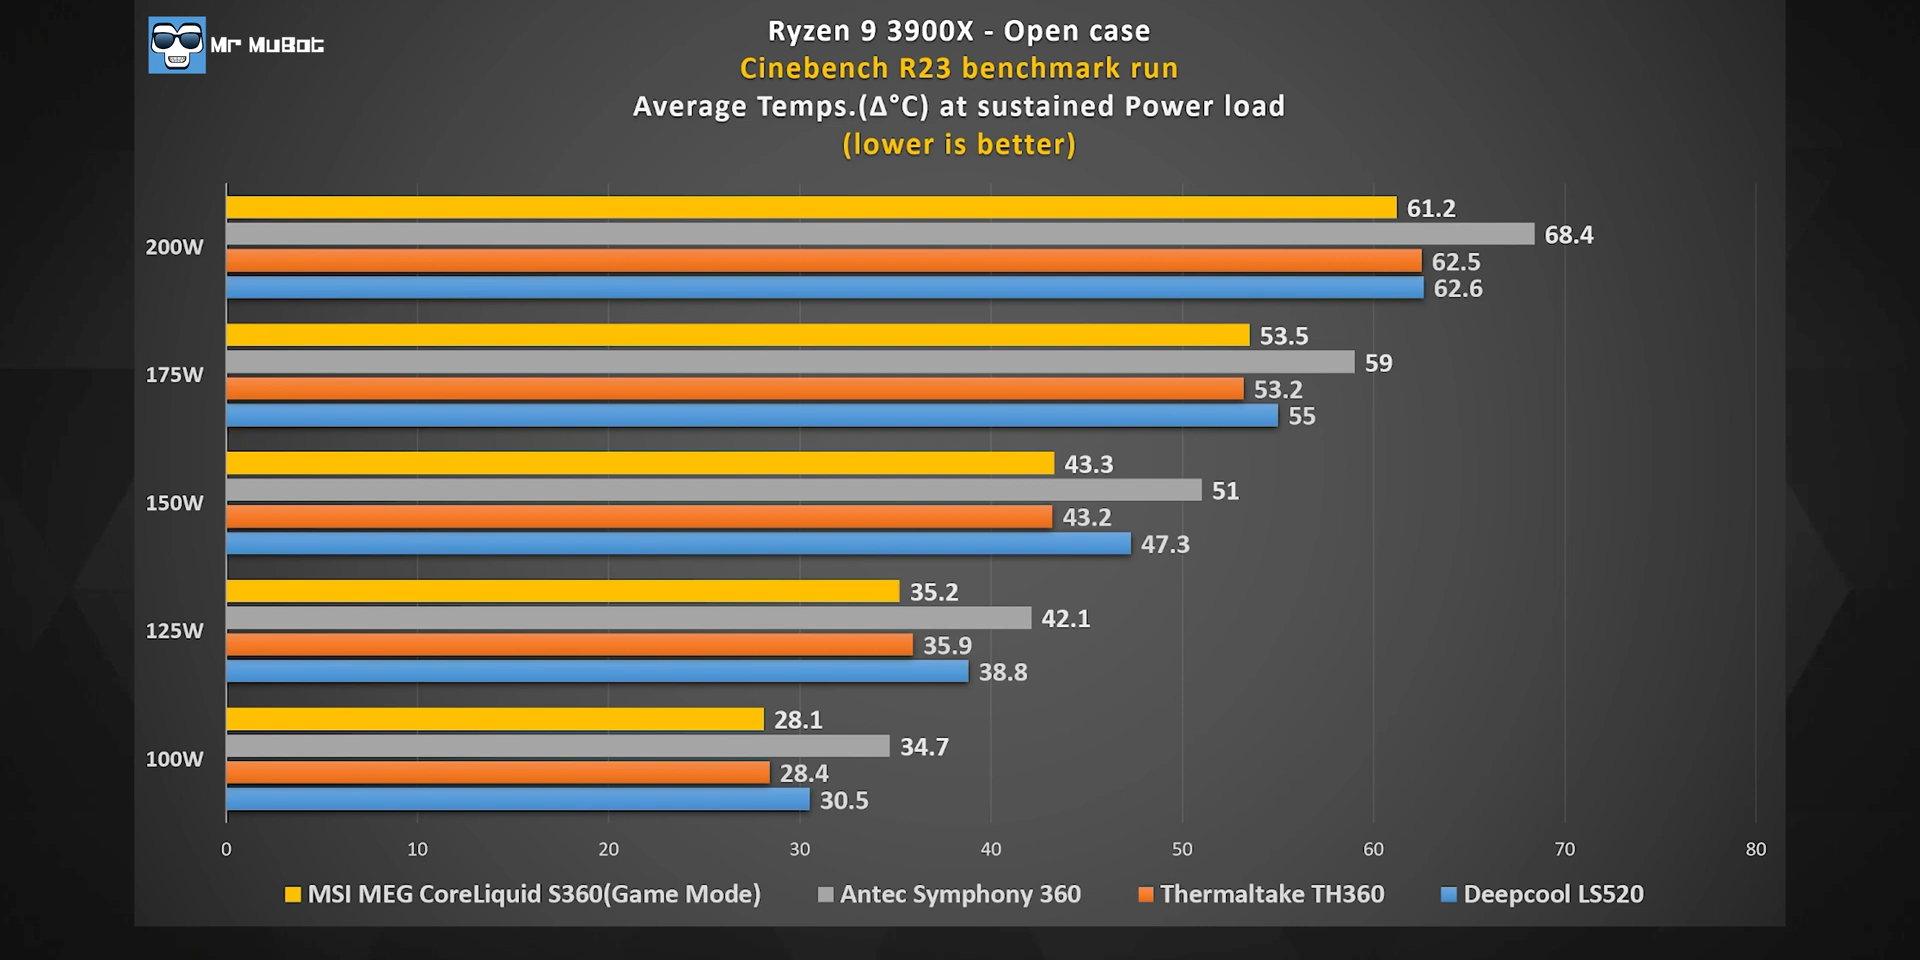 Mr MuBot
Ryzen 9 3900X - Open case
Cinebench R23 benchmark run
Average Temps.(Δ°C) at sustained Power load
(lower is better)
200W
61.2
68.4
62.5
62.6
175W
53.5
59
53.2
55
150W
43.3
51
43.2
47.3
125W
35.2
42.1
35.9
38.8
100W
28.1
34.7
28.4
30.5
0 10 20 30 40 50 60 70 80
MSI MEG CoreLiquid S360(Game Mode) Antec Symphony 360 Thermaltake TH360 Deepcool LS520